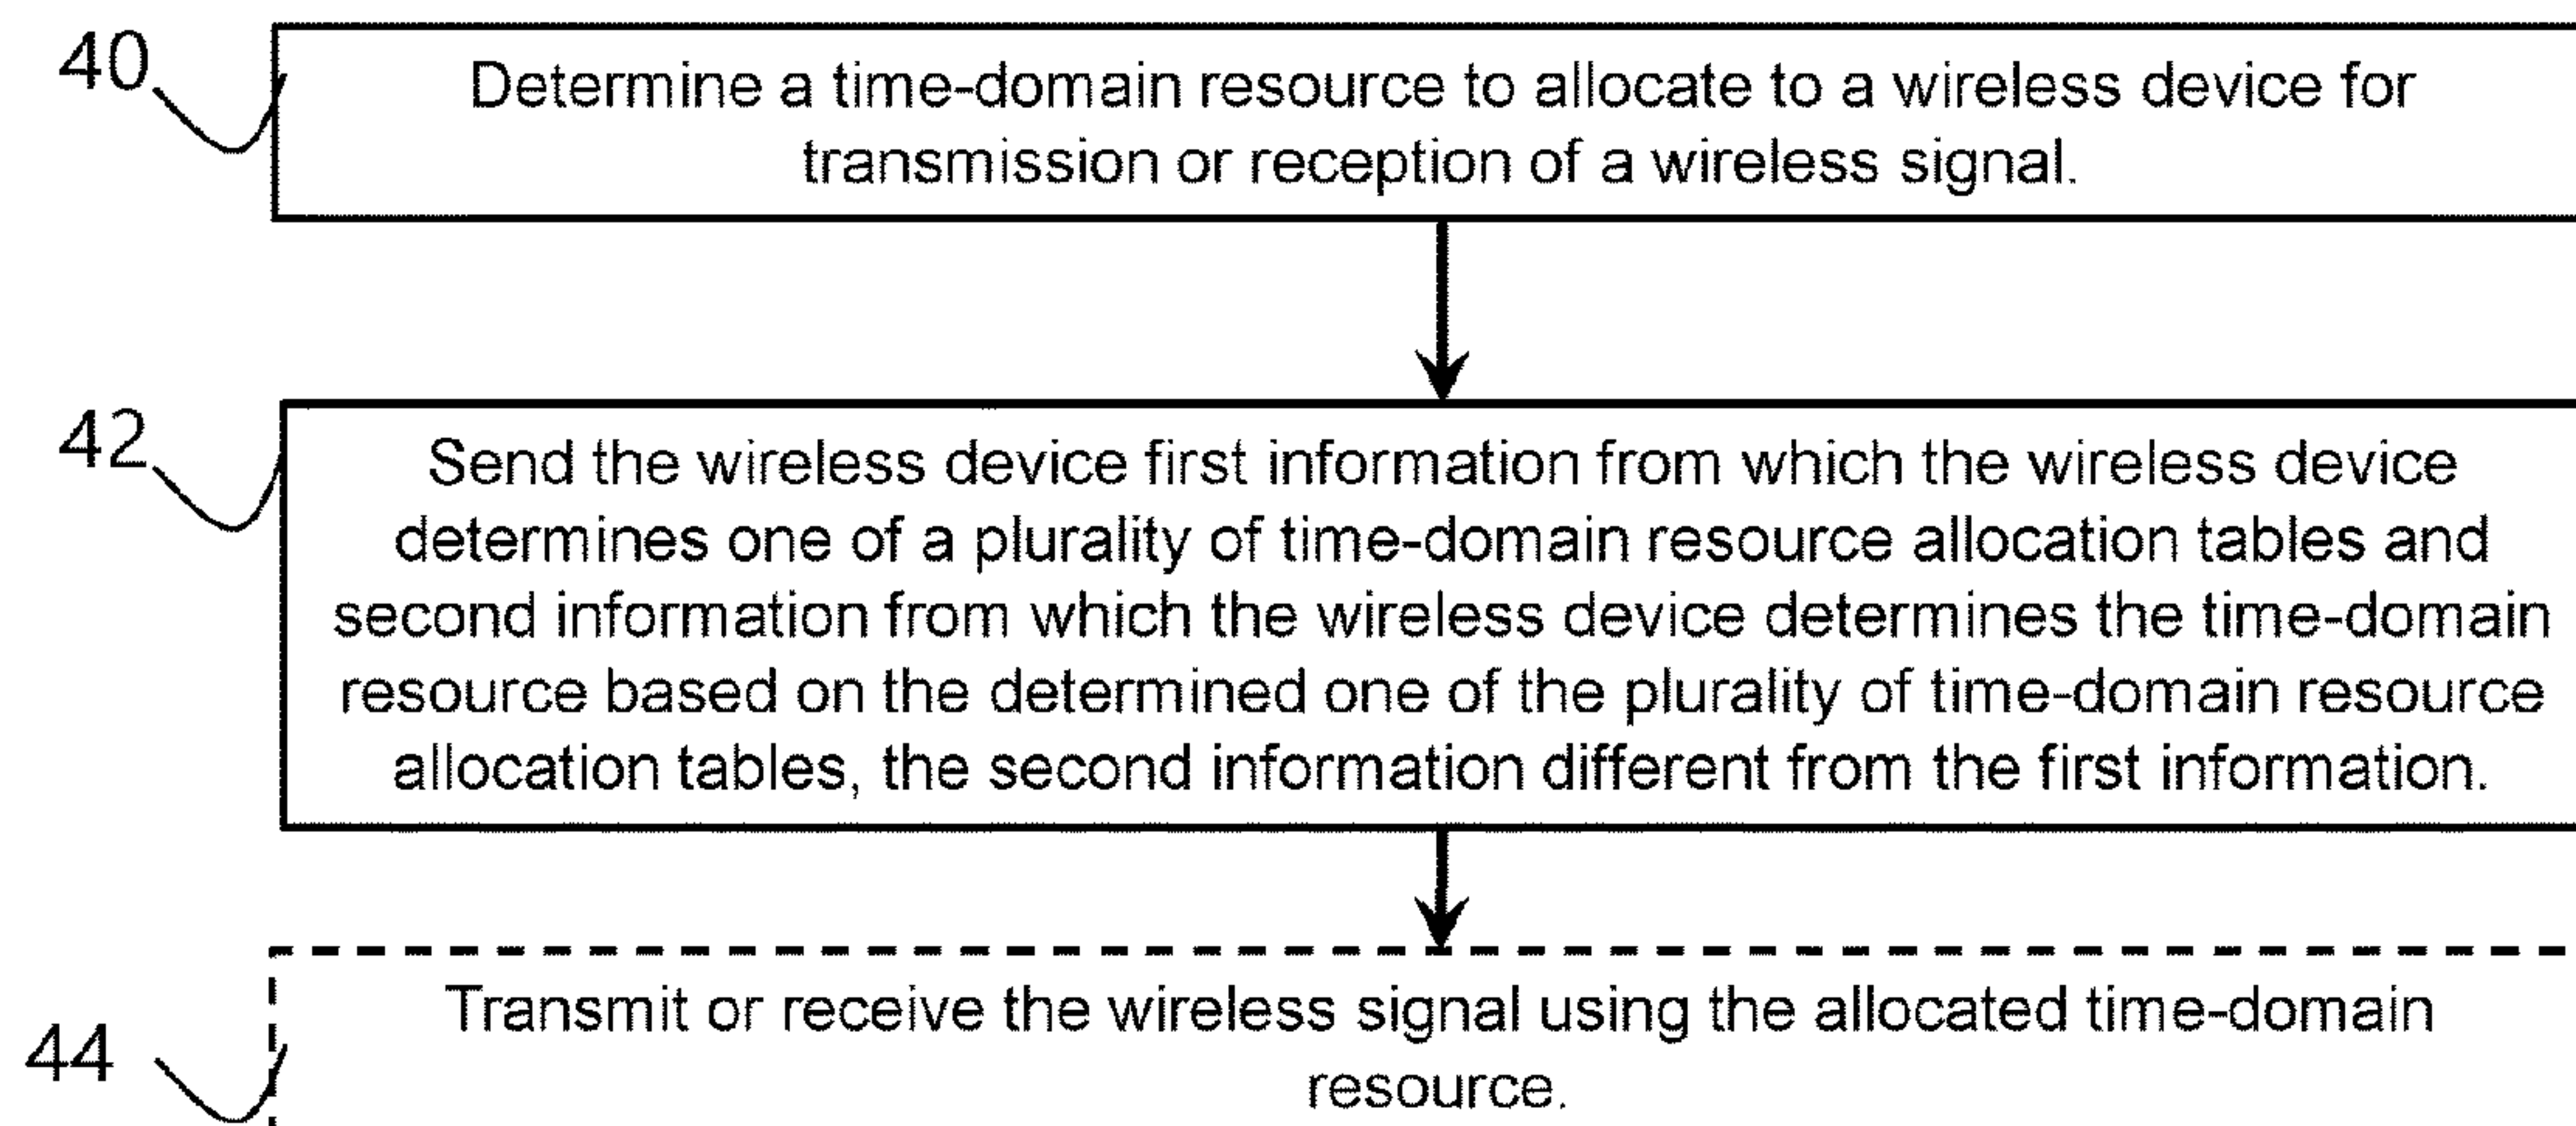 40
Determine a time-domain resource to allocate to a wireless device for
transmission or reception of a wireless signal.
42
Send the wireless device first information from which the wireless device
determines one of a plurality of time-domain resource allocation tables and
second information from which the wireless device determines the time-domain
resource based on the determined one of the plurality of time-domain resource
allocation tables, the second information different from the first information.
44
Transmit or receive the wireless signal using the allocated time-domain
resource.